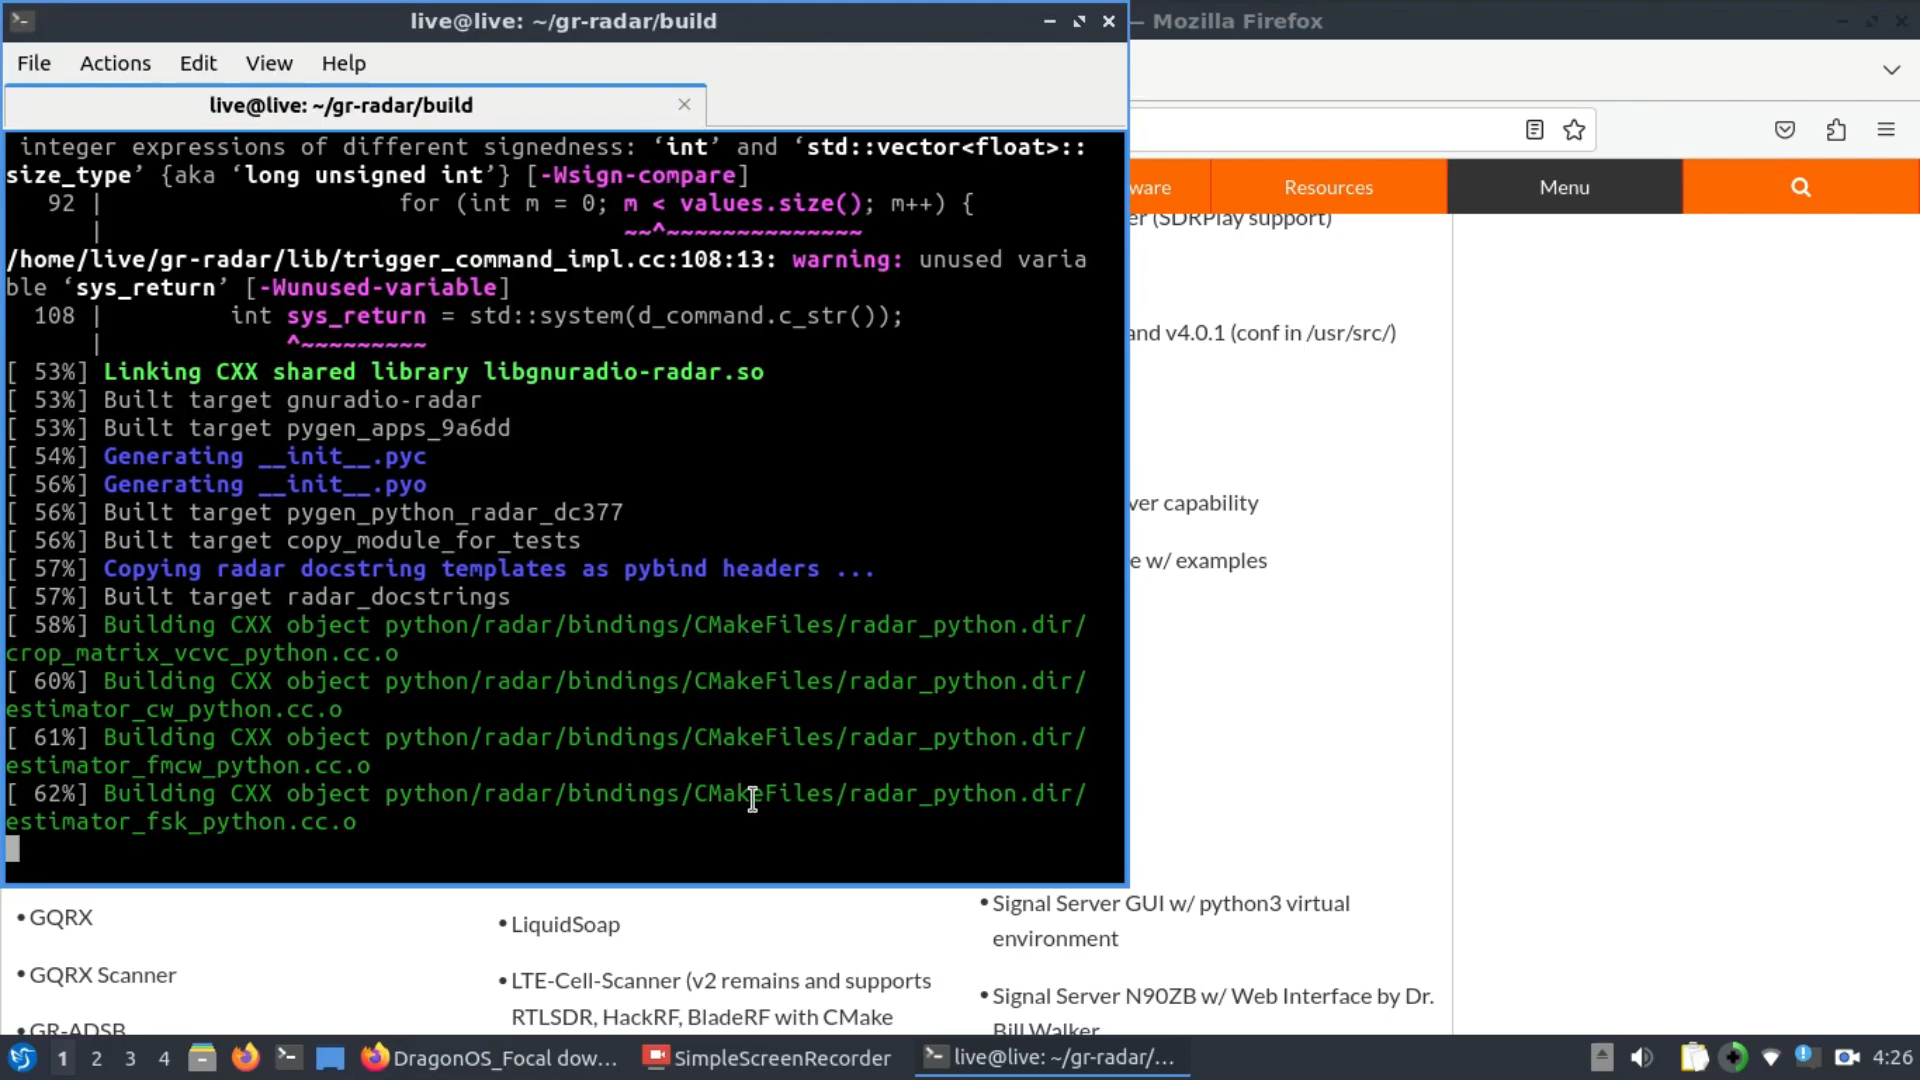 live@live: ~/gr-radar/build
— Mozilla Firefox
File Actions Edit View Help
live@live: ~/gr-radar/build
integer expressions of different signedness: ‘int’ and ‘std::vector<float>::
size_type’ {aka ‘long unsigned int’} [-Wsign-compare]
92 | for (int m = 0; m < values.size(); m++) {
| ~~^~~~~~~~~~~~~~~
/home/live/gr-radar/lib/trigger_command_impl.cc:108:13: warning: unused varia
ble ‘sys_return’ [-Wunused-variable]
108 | int sys_return = std::system(d_command.c_str());
| ^~~~~~~~~~
[ 53%] Linking CXX shared library libgnuradio-radar.so
[ 53%] Built target gnuradio-radar
[ 53%] Built target pygen_apps_9a6dd
[ 54%] Generating __init__.pyc
[ 56%] Generating __init__.pyo
[ 56%] Built target pygen_python_radar_dc377
[ 56%] Built target copy_module_for_tests
[ 57%] Copying radar docstring templates as pybind headers ...
[ 57%] Built target radar_docstrings
[ 58%] Building CXX object python/radar/bindings/CMakeFiles/radar_python.dir/
crop_matrix_vcvc_python.cc.o
[ 60%] Building CXX object python/radar/bindings/CMakeFiles/radar_python.dir/
estimator_cw_python.cc.o
[ 61%] Building CXX object python/radar/bindings/CMakeFiles/radar_python.dir/
estimator_fmcw_python.cc.o
[ 62%] Building CXX object python/radar/bindings/CMakeFiles/radar_python.dir/
estimator_fsk_python.cc.o
ware Resources Menu
er (SDRPlay support)
and v4.0.1 (conf in /usr/src/)
ver capability
e w/ examples
• GQRX
• GQRX Scanner
• GR-ADSB
• LiquidSoap
• LTE-Cell-Scanner (v2 remains and supports
RTLSDR, HackRF, BladeRF with CMake
• Signal Server GUI w/ python3 virtual
environment
• Signal Server N90ZB w/ Web Interface by Dr.
Bill Walker
1 2 3 4 DragonOS_Focal dow... SimpleScreenRecorder live@live: ~/gr-radar/... 4:26